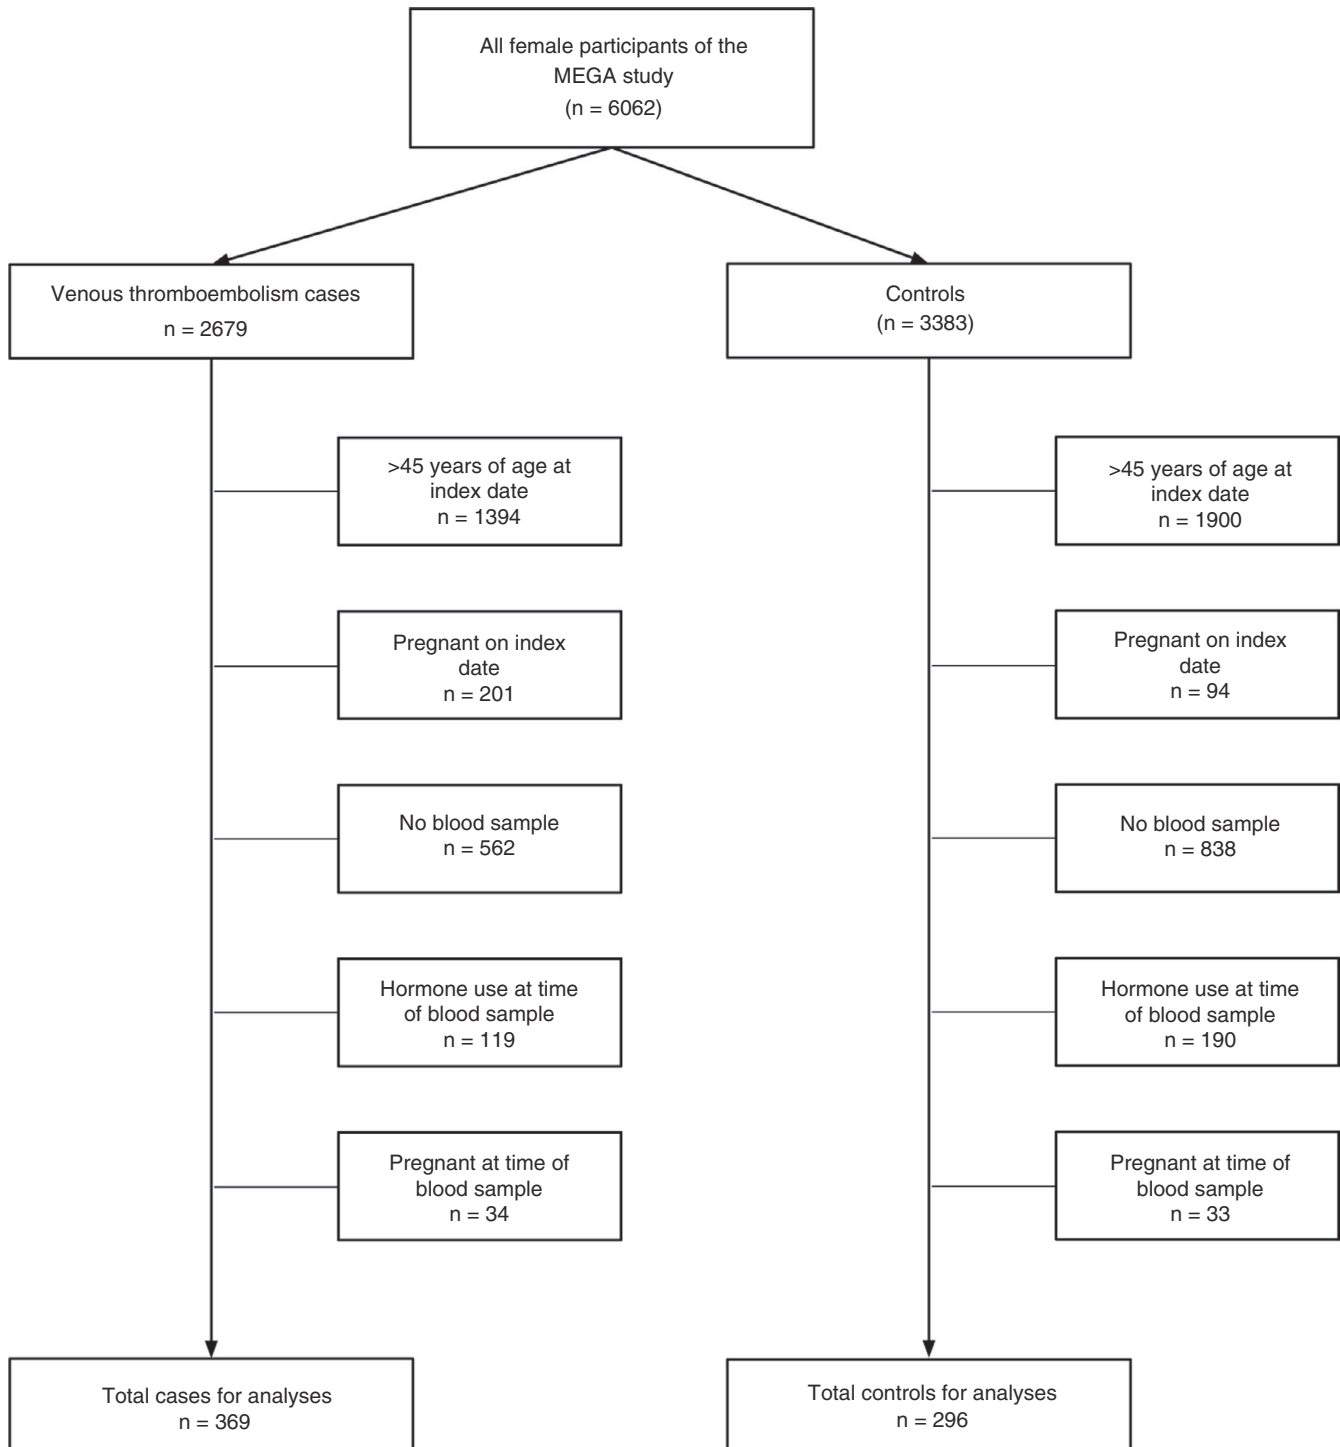 All female participants of the
MEGA study
(n = 6062)
Venous thromboembolism cases
n = 2679
Controls
(n = 3383)
>45 years of age at
index date
n = 1394
>45 years of age at
index date
n = 1900
Pregnant on index
date
n = 201
Pregnant on index
date
n = 94
No blood sample
n = 562
No blood sample
n = 838
Hormone use at time
of blood sample
n = 119
Hormone use at time
of blood sample
n = 190
Pregnant at time of
blood sample
n = 34
Pregnant at time of
blood sample
n = 33
Total cases for analyses
n = 369
Total controls for analyses
n = 296